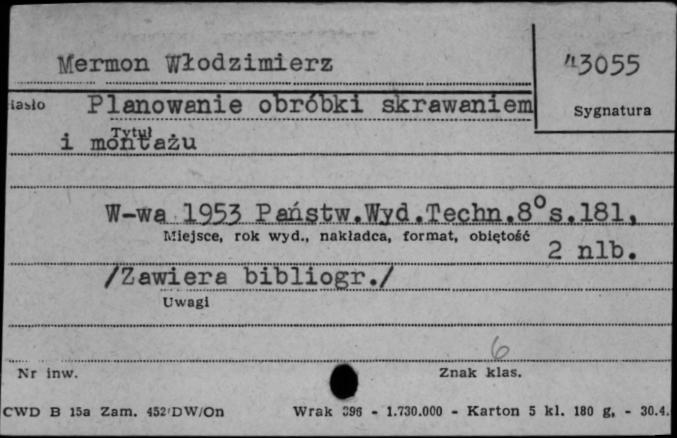 Mermon Włodzimierz
43055
Sygnatura
Planowanie obróbki skrawaniem
Tytuł
i montażu
W-wa 1953 Państw.Wyd.Techn.8° s.181,
Miejsce, rok wyd., nakładca, format, obiętość
2 nlb.
/Zawiera bibliogr./
Uwagi
6
Nr inw.
Znak klas.
CWD B 15a Zam. 452/DW/On
Wrak 396 - 1.730.000 - Karton 5 kl. 180 g, - 30.4.